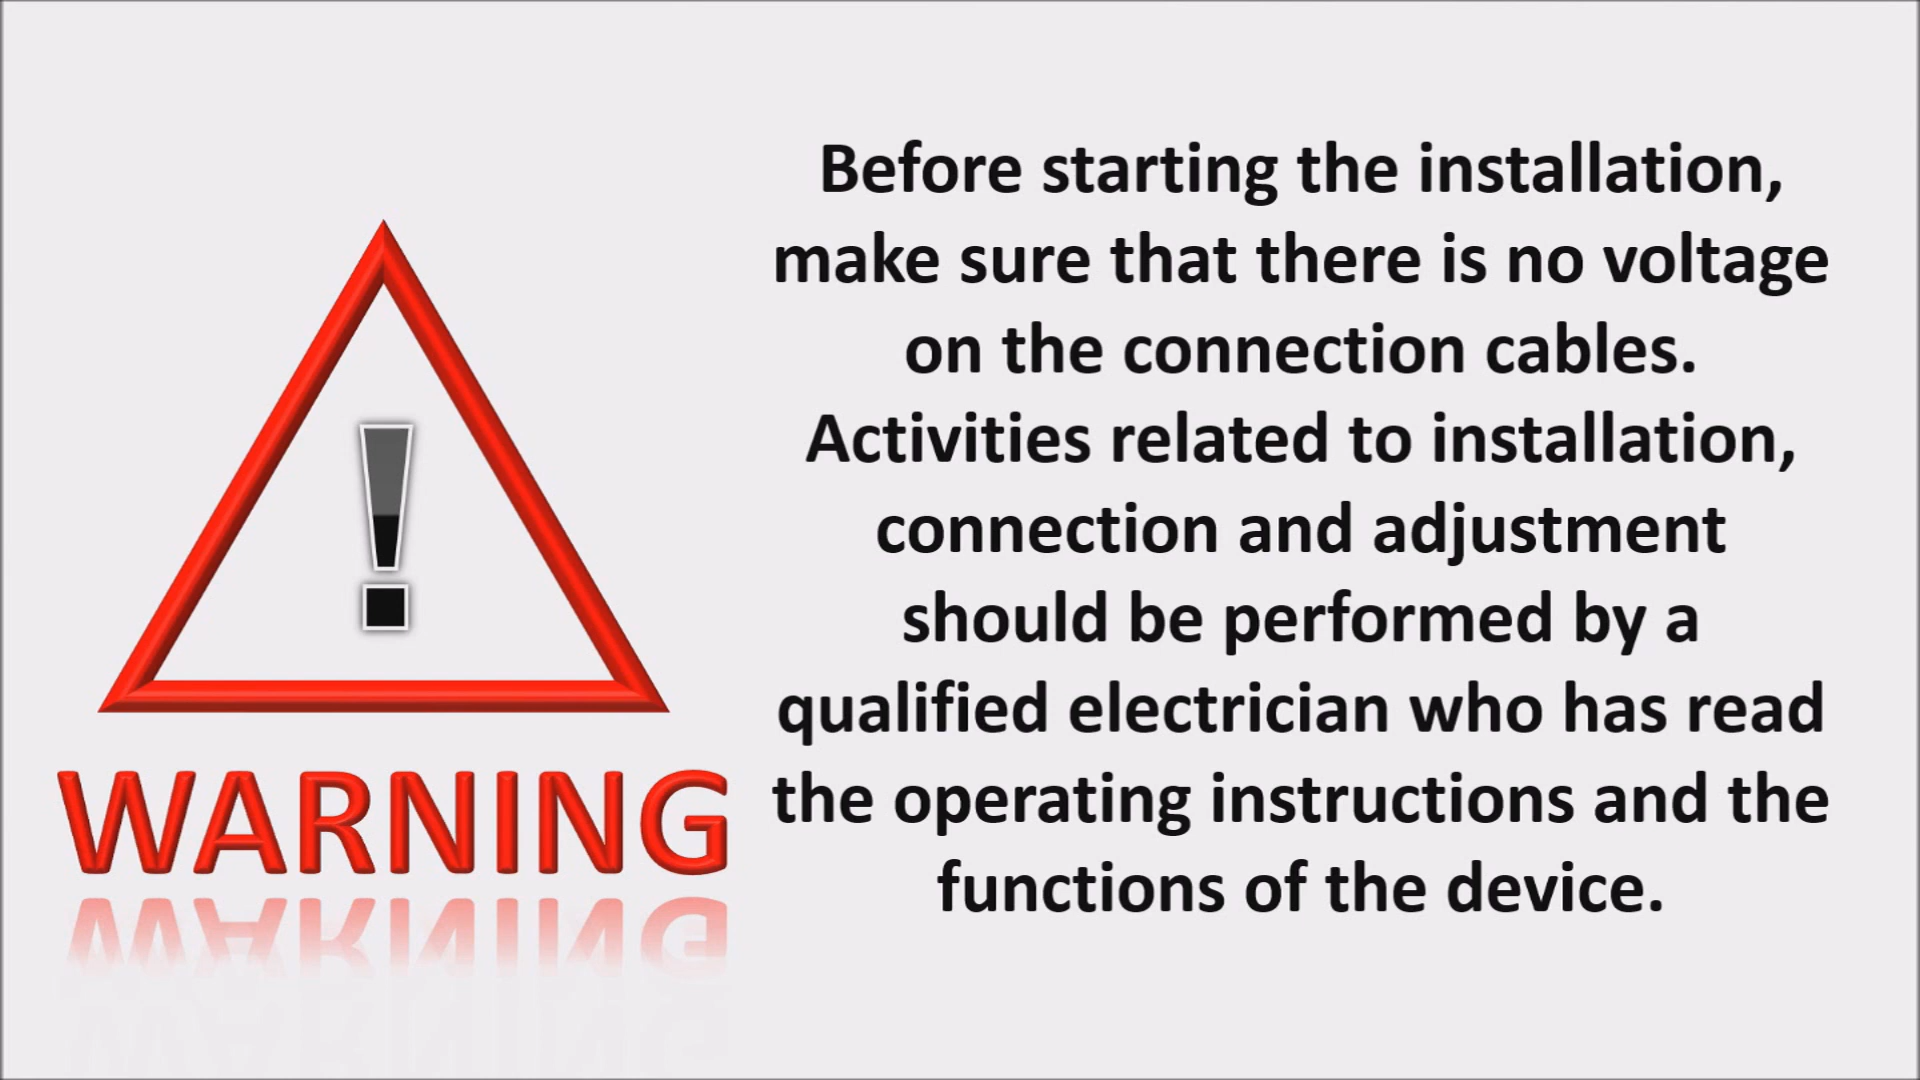 Before starting the installation,
make sure that there is no voltage
on the connection cables.
Activities related to installation,
connection and adjustment
should be performed by a
qualified electrician who has read
the operating instructions and the
functions of the device.
!
WARNING